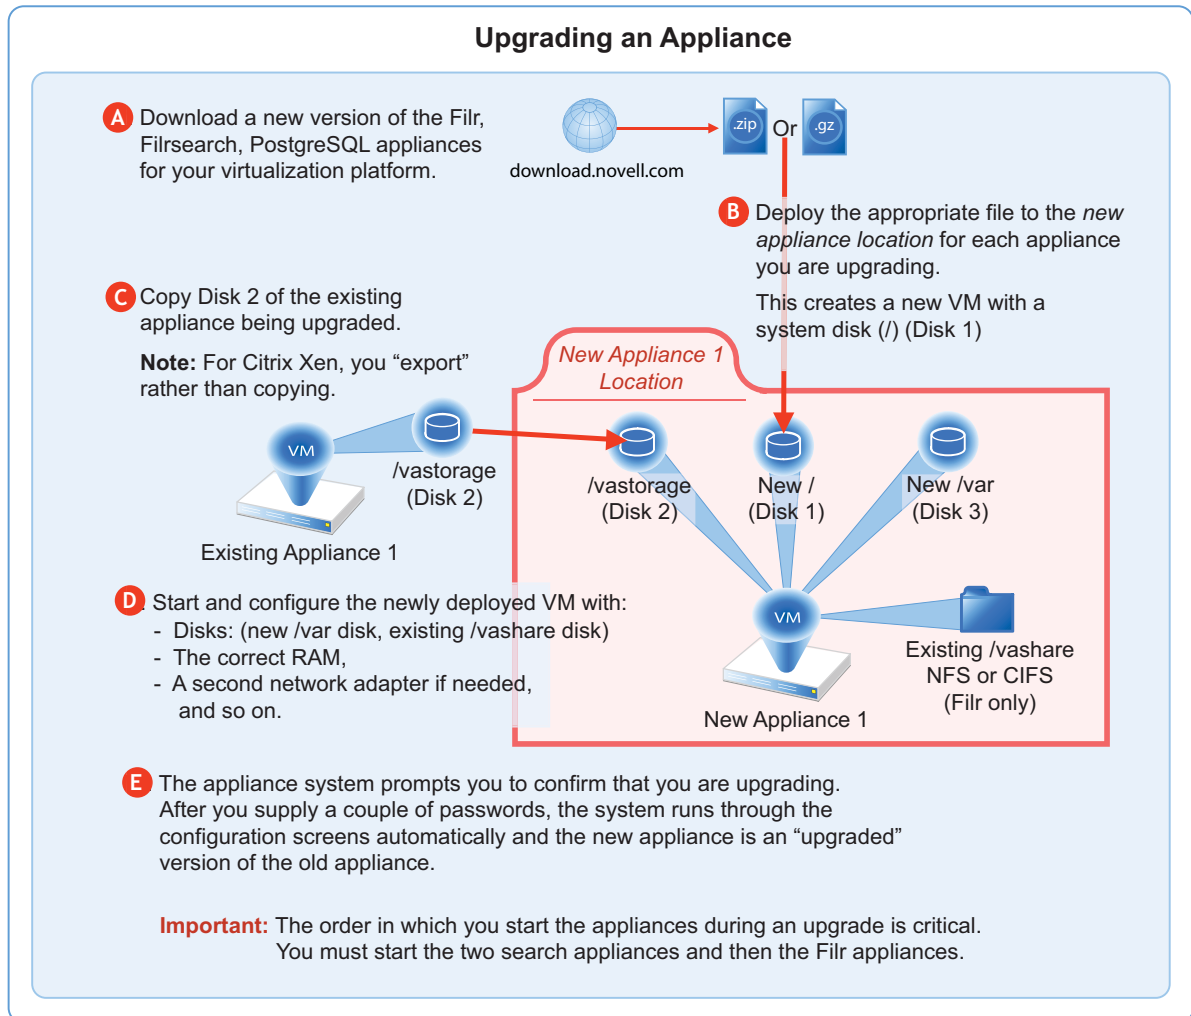 Upgrading an Appliance
A Download a new version of the Filr,
Filrsearch, PostgreSQL appliances
for your virtualization platform.
download.novell.com
.zip Or .gz
B Deploy the appropriate file to the new
appliance location for each appliance
you are upgrading.
This creates a new VM with a
system disk (/) (Disk 1)
C Copy Disk 2 of the existing
appliance being upgraded.
Note: For Citrix Xen, you “export”
rather than copying.
VM
/vastorage
(Disk 2)
Existing Appliance 1
New Appliance 1
Location
/vastorage
(Disk 2)
New /
(Disk 1)
New /var
(Disk 3)
VM
New Appliance 1
Existing /vashare
NFS or CIFS
(Filr only)
D. Start and configure the newly deployed VM with:
- Disks: (new /var disk, existing /vashare disk)
- The correct RAM,
- A second network adapter if needed,
and so on.
E The appliance system prompts you to confirm that you are upgrading.
After you supply a couple of passwords, the system runs through the
configuration screens automatically and the new appliance is an “upgraded”
version of the old appliance.
Important: The order in which you start the appliances during an upgrade is critical.
You must start the two search appliances and then the Filr appliances.